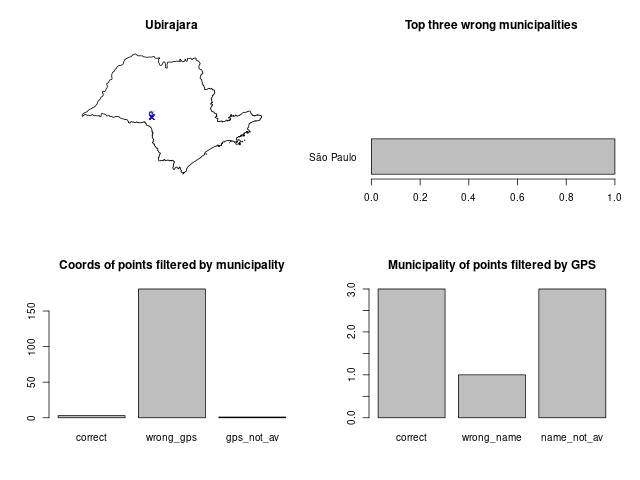 Ubirajara
Top three wrong municipalities
São Paulo
0.0 0.2 0.4 0.6 0.8 1.0
Coords of points filtered by municipality
150
100
50
0
correct wrong_gps gps_not_av
Municipality of points filtered by GPS
3.0
2.0
1.0
0.0
correct wrong_name name_not_av